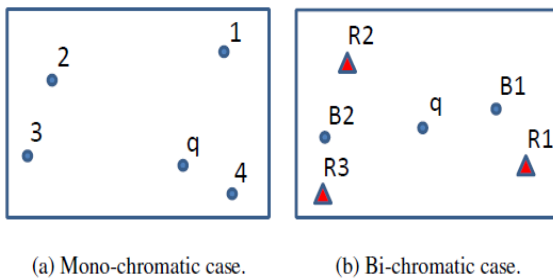 1
2
3
q
4
R2
B1
q
B2
R1
R3
(a) Mono-chromatic case.
(b) Bi-chromatic case.